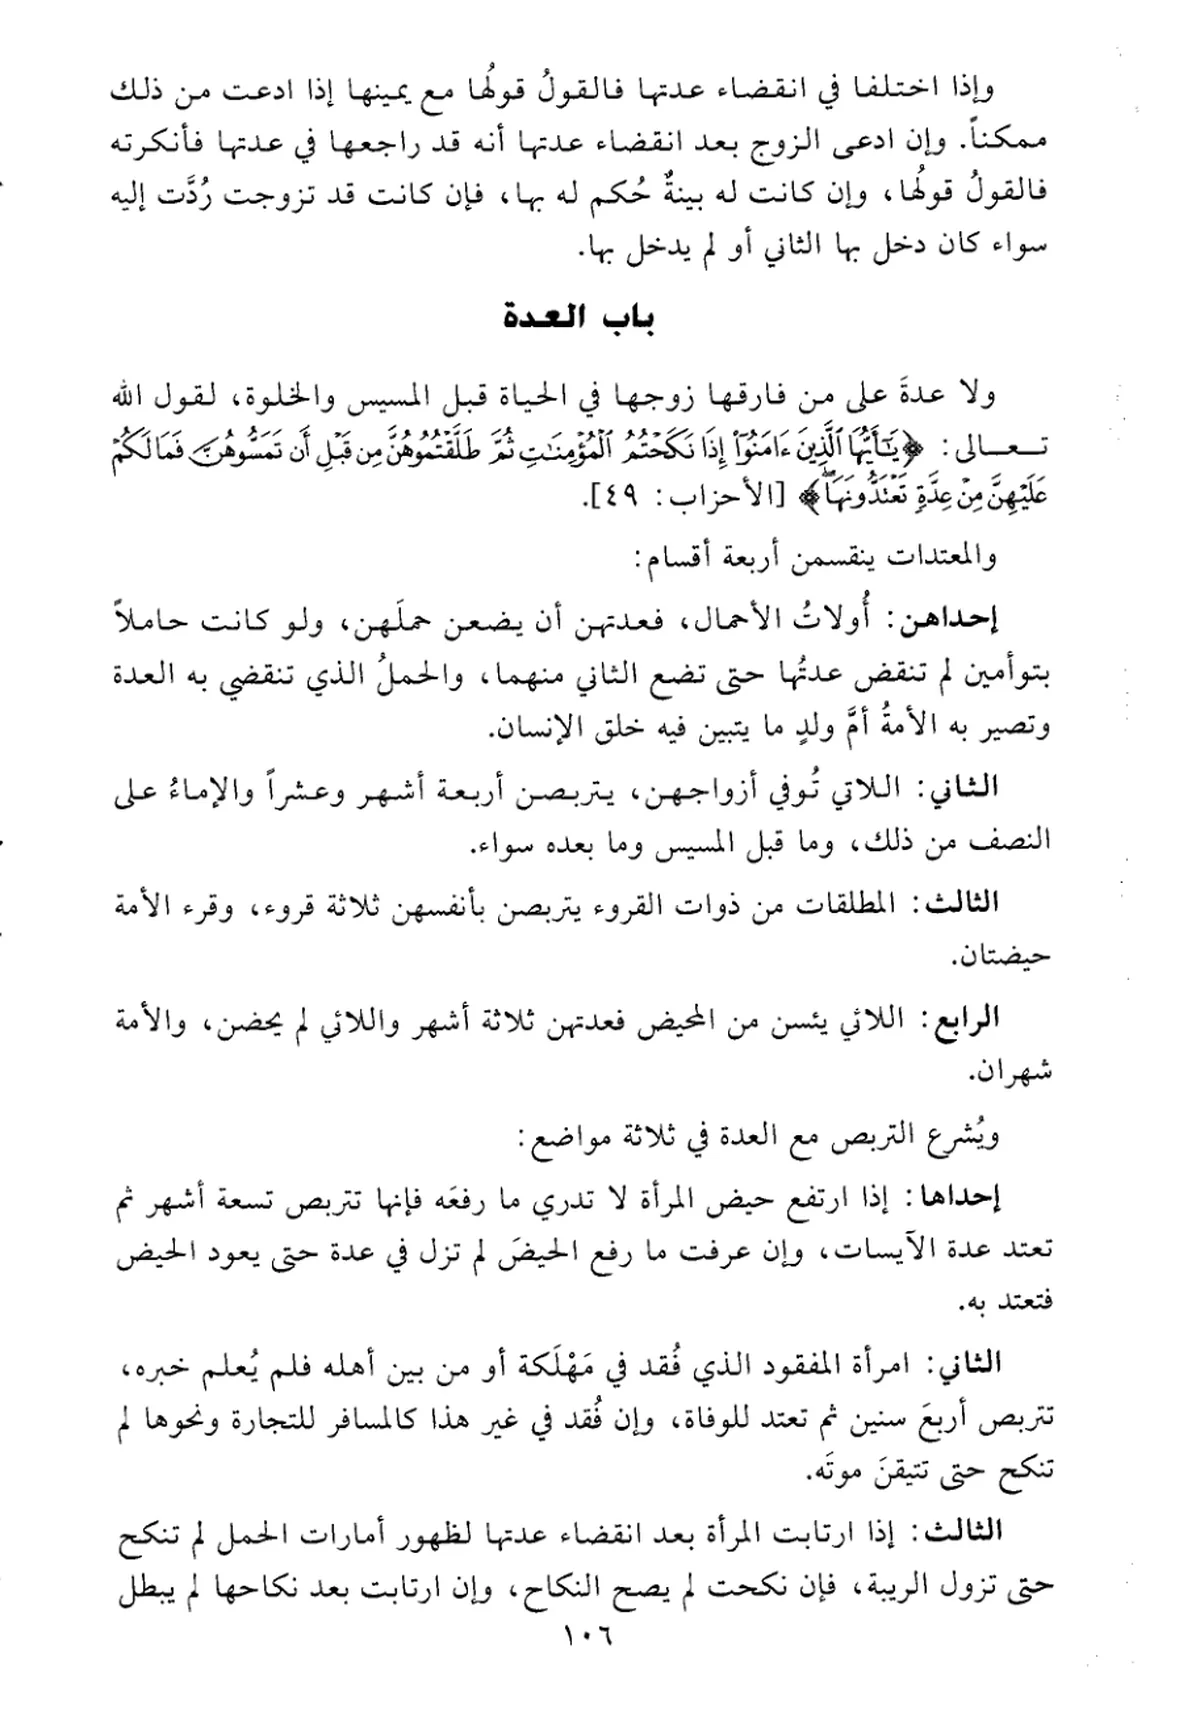 وإذا اختلفا في انقضاء عدتها فالقولُ قولُها مع يمينها إذا ادعت من ذلك
ممكناً. وإن ادعى الزوج بعد انقضاء عدتها أنه قد راجعها في عدتها فأنكرته
فالقولُ قولُها، وإن كانت له بينةٌ حُكم له بها، فإن كانت قد تزوجت رُدَّت إليه
سواء كان دخل بها الثاني أو لم يدخل بها.
باب العدة
ولا عدةَ على من فارقها زوجها في الحياة قبل المسيس والخلوة، لقول الله
تعالى: ﴿يَٰٓأَيُّهَا ٱلَّذِينَ ءَامَنُوٓا۟ إِذَا نَكَحْتُمُ ٱلْمُؤْمِنَٰتِ ثُمَّ طَلَّقْتُمُوهُنَّ مِن قَبْلِ أَن تَمَسُّوهُنَّ فَمَا لَكُمْ
عَلَيْهِنَّ مِنْ عِدَّةٍ تَعْتَدُّونَهَا﴾ [الأحزاب: ٤٩].
والمعتدات ينقسمن أربعة أقسام:
إحداهن: أُولاتُ الأحمال، فعدتهن أن يضعن حملَهن، ولو كانت حاملاً
بتوأمين لم تنقض عدتُها حتى تضع الثاني منهما، والحملُ الذي تنقضي به العدة
وتصير به الأمةُ أمَّ ولدٍ ما يتبين فيه خلق الإنسان.
الثاني: اللاتي تُوفي أزواجهن، يتربصن أربعة أشهر وعشراً والإماءُ على
النصف من ذلك، وما قبل المسيس وما بعده سواء.
الثالث: المطلقات من ذوات القروء يتربصن بأنفسهن ثلاثة قروء، وقرء الأمة
حيضتان.
الرابع: اللائي يئسن من المحيض فعدتهن ثلاثة أشهر واللائي لم يحضن، والأمة
شهران.
ويُشرع التربص مع العدة في ثلاثة مواضع:
إحداها: إذا ارتفع حيض المرأة لا تدري ما رفعَه فإنها تتربص تسعة أشهر ثم
تعتد عدة الآيسات، وإن عرفت ما رفع الحيضَ لم تزل في عدة حتى يعود الحيض
فتعتد به.
الثاني: امرأة المفقود الذي فُقد في مَهْلَكة أو من بين أهله فلم يُعلم خبره،
تتربص أربعَ سنين ثم تعتد للوفاة، وإن فُقد في غير هذا كالمسافر للتجارة ونحوها لم
تنكح حتى تتيقنَ موتَه.
الثالث: إذا ارتابت المرأة بعد انقضاء عدتها لظهور أمارات الحمل لم تنكح
حتى تزول الريبة، فإن نكحت لم يصح النكاح، وإن ارتابت بعد نكاحها لم يبطل
١٠٦